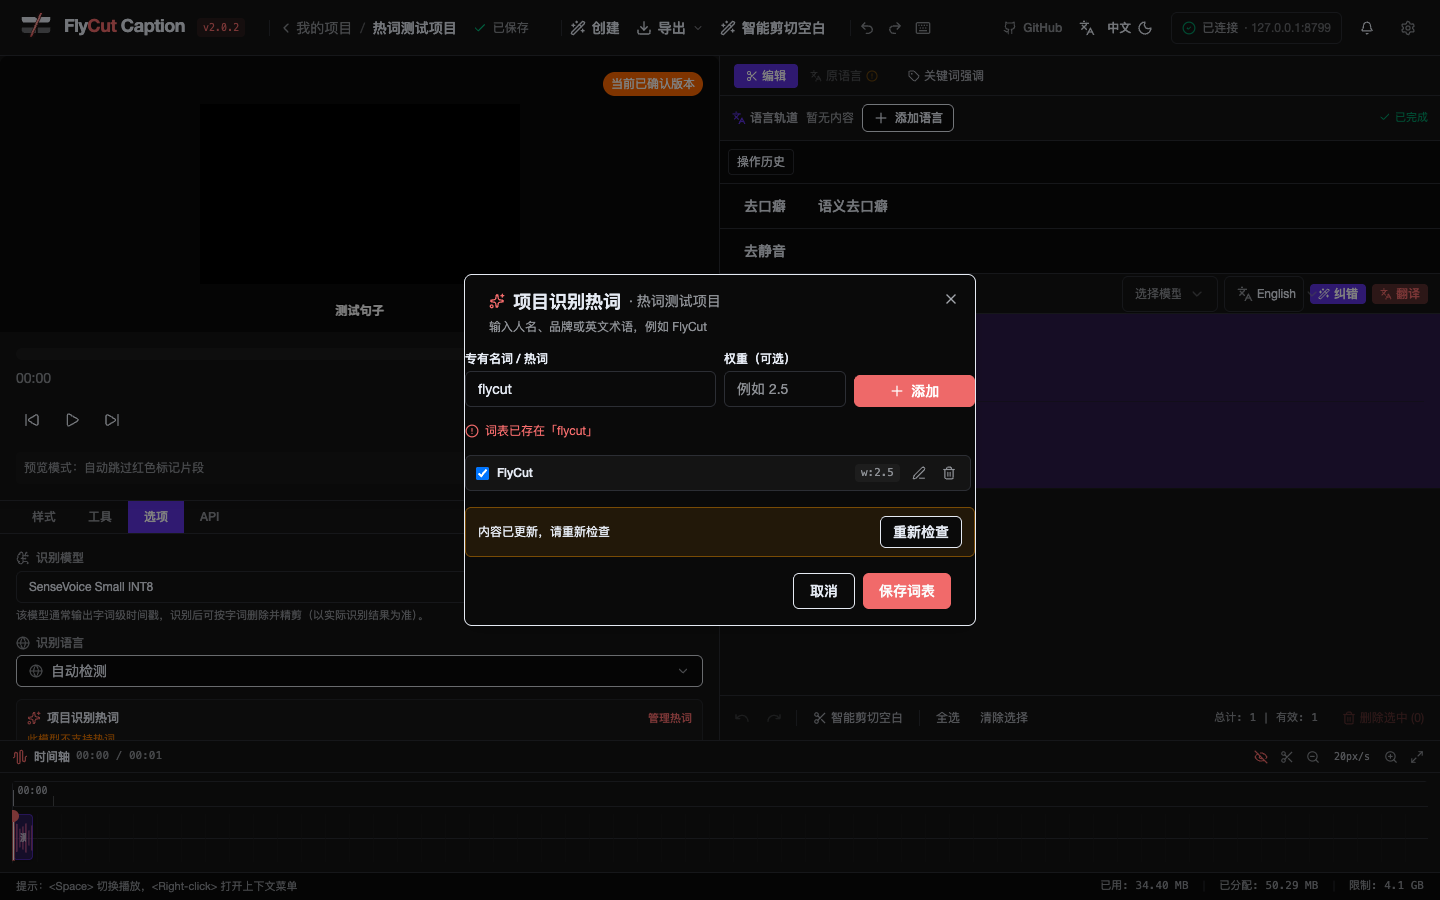 FlyCut Caption v2.0.2 我的项目 / 热词测试项目 已保存 创建 导出 智能剪切空白 GitHub 中文 已连接 · 127.0.0.1:8799
当前已确认版本
测试句子
00:00
预览模式：自动跳过红色标记片段
样式 工具 选项 API
识别模型
SenseVoice Small INT8
该模型通常输出字词级时间戳，识别后可按字词删除并精剪（以实际识别结果为准）。
识别语言
自动检测
项目识别热词 管理热词
此模型不支持热词
编辑 原语言 关键词强调
语言轨道 暂无内容 添加语言 已完成
操作历史
去口癖 语义去口癖
去静音
选择模型 English 纠错 翻译
项目识别热词 · 热词测试项目
输入人名、品牌或英文术语，例如 FlyCut
专有名词 / 热词 权重（可选）
flycut 例如 2.5 添加
词表已存在「flycut」
FlyCut w:2.5
内容已更新，请重新检查 重新检查
取消 保存词表
智能剪切空白 全选 清除选择 总计: 1 | 有效: 1 删除选中 (0)
时间轴 00:00 / 00:01 20px/s
00:00
提示：<Space> 切换播放，<Right-click> 打开上下文菜单 已用: 34.40 MB 已分配: 50.29 MB 限制: 4.1 GB